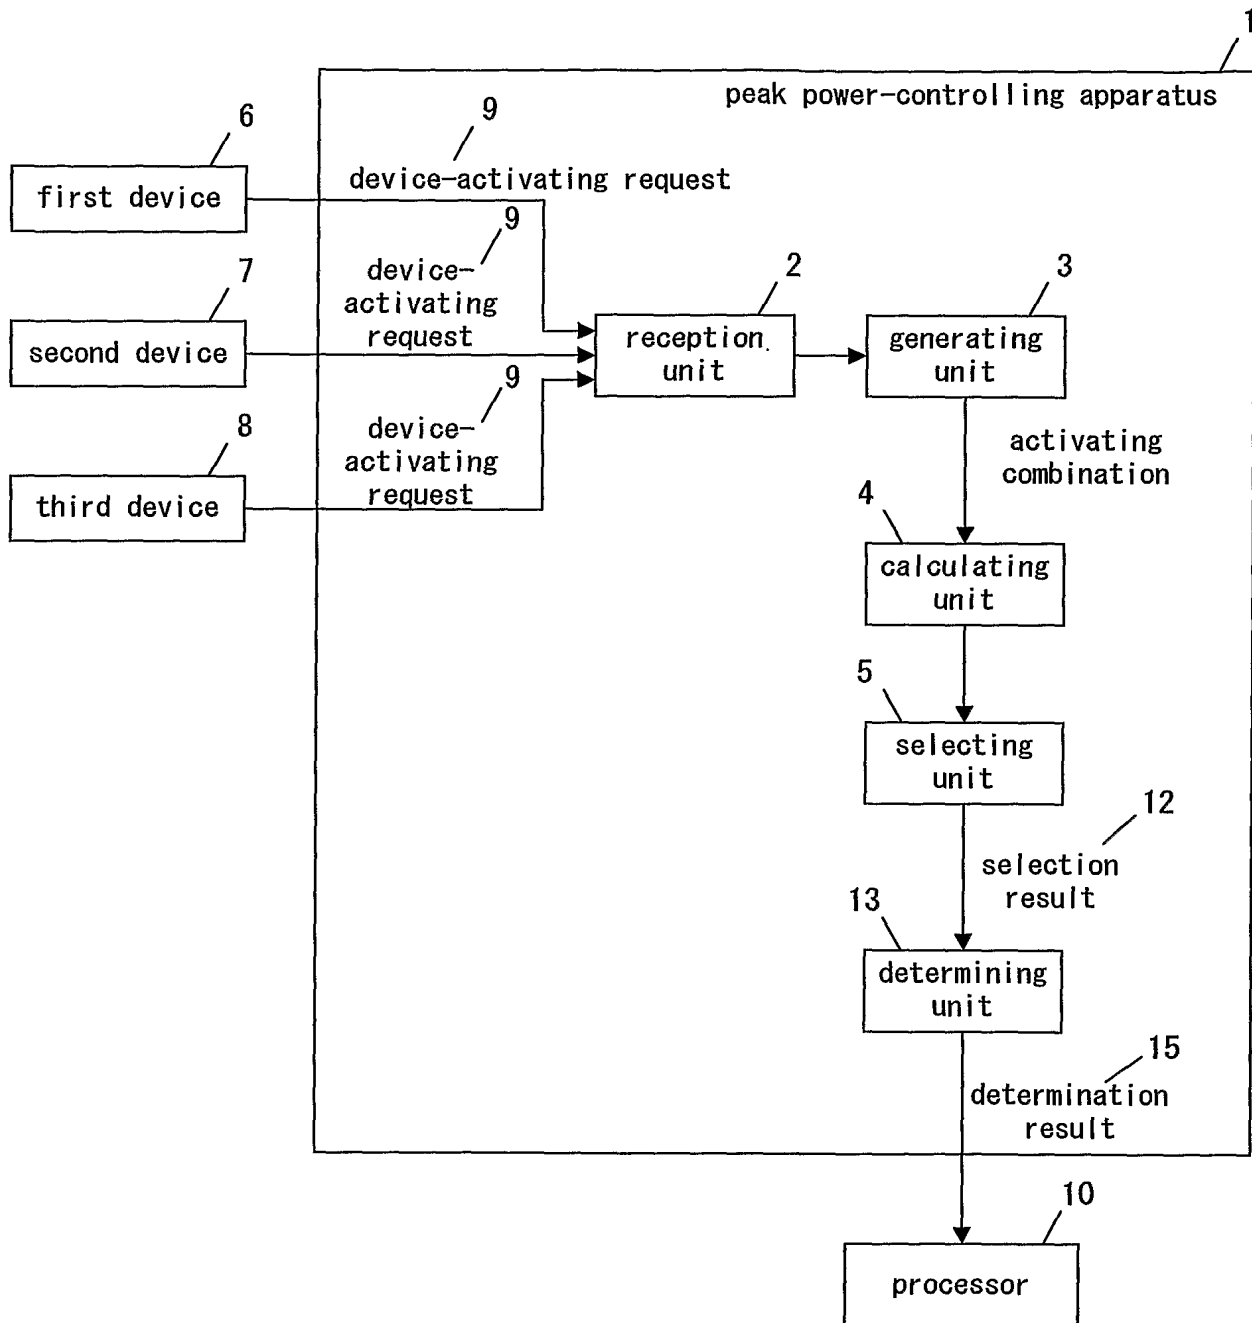 1
peak power-controlling apparatus
6
9
first device
device-activating request
7
9
device-
activating
request
2
3
second device
reception
unit
generating
unit
8
9
device-
activating
request
third device
activating
combination
4
calculating
unit
5
selecting
unit
12
selection
result
13
determining
unit
15
determination
result
10
processor